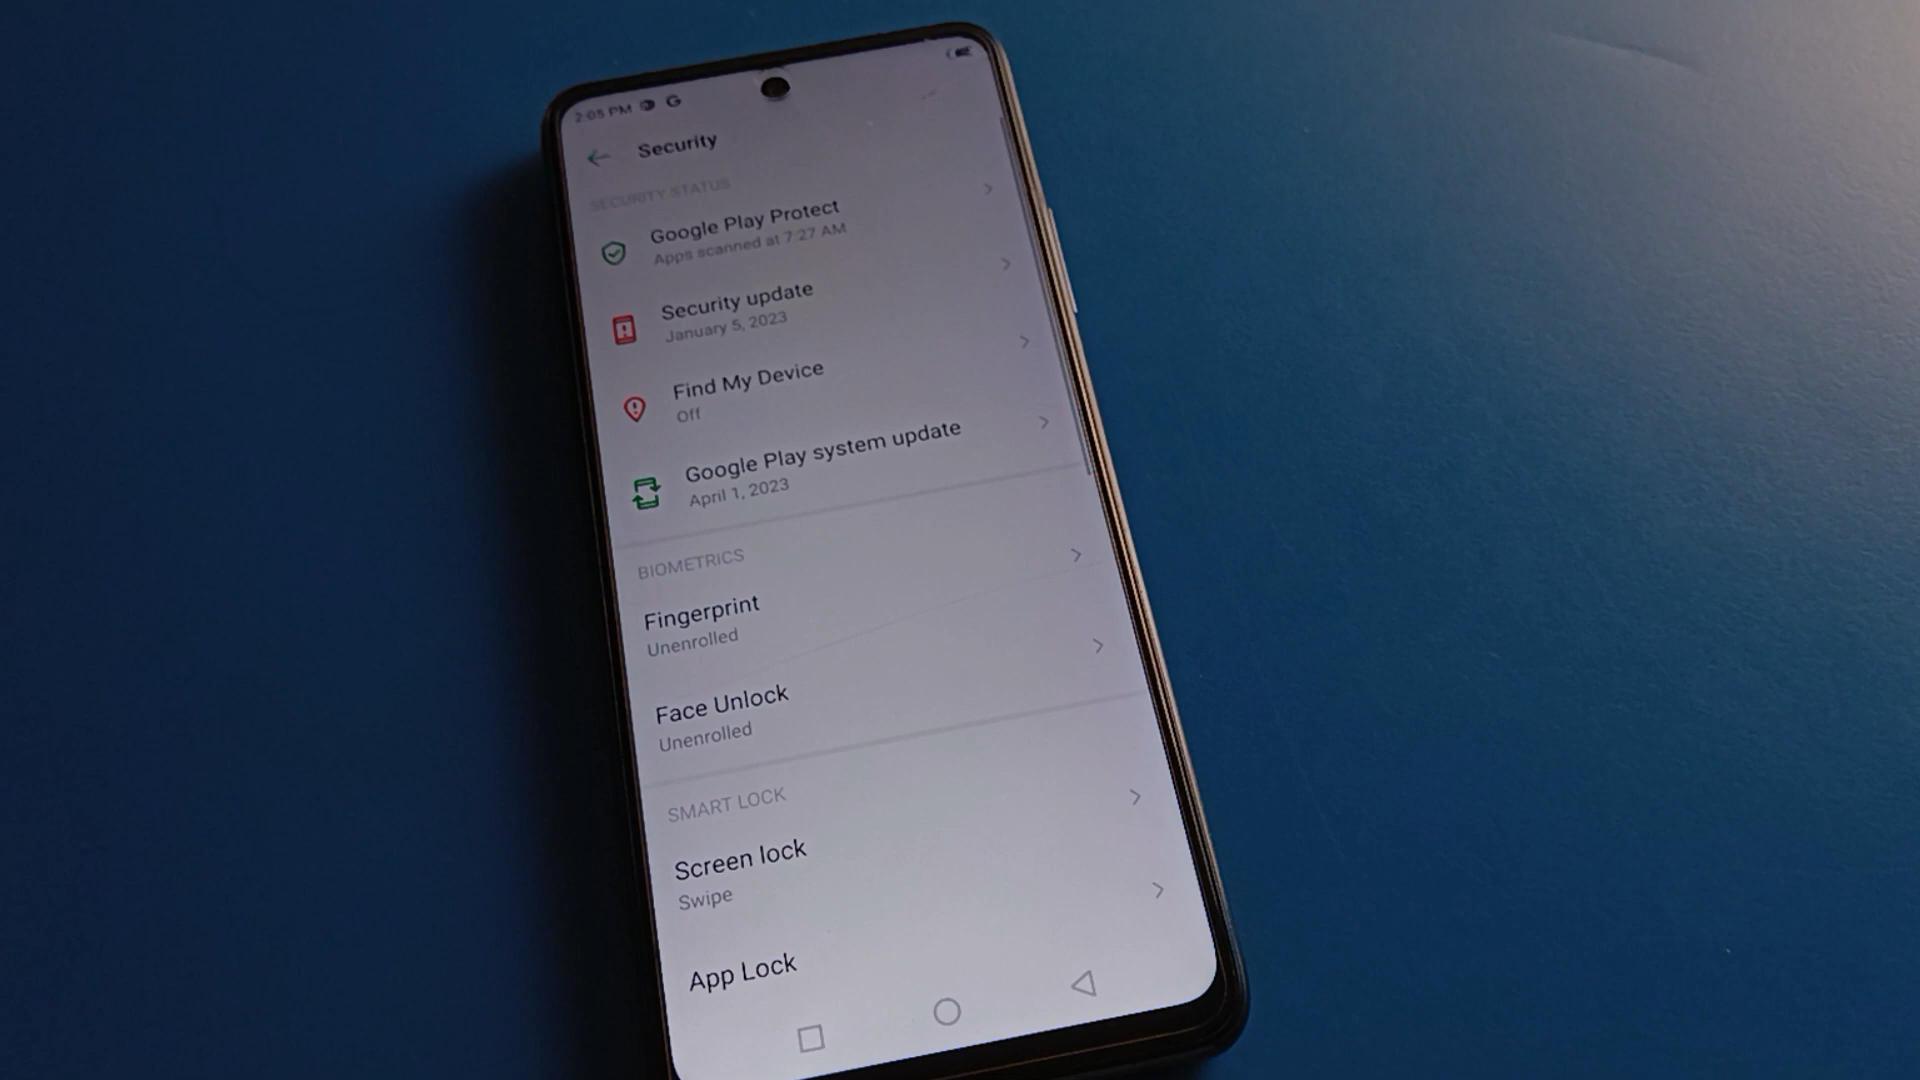 2:05 PM G
Security
SECURITY STATUS
Google Play Protect
Apps scanned at 7:27 AM
Security update
January 5, 2023
Find My Device
Off
Google Play system update
April 1, 2023
BIOMETRICS
Fingerprint
Unenrolled
Face Unlock
Unenrolled
SMART LOCK
Screen lock
Swipe
App Lock